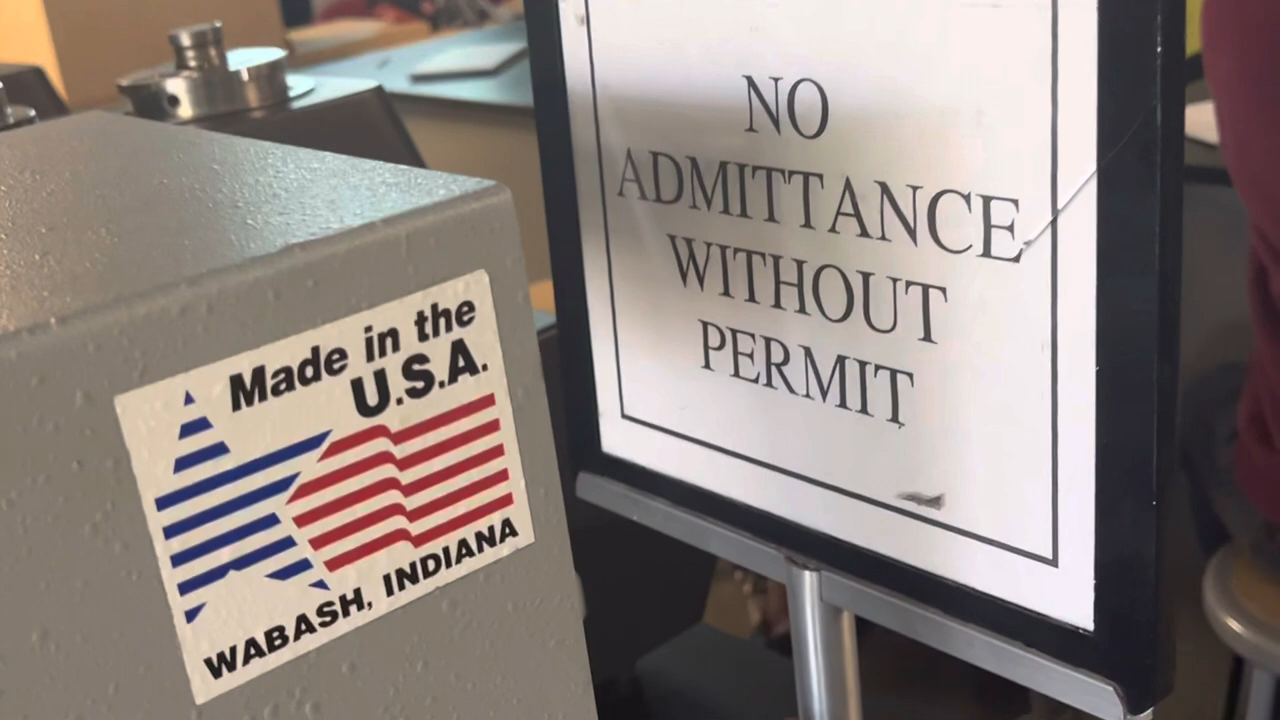 Made in the
U.S.A.
WABASH, INDIANA
NO
ADMITTANCE
WITHOUT
PERMIT